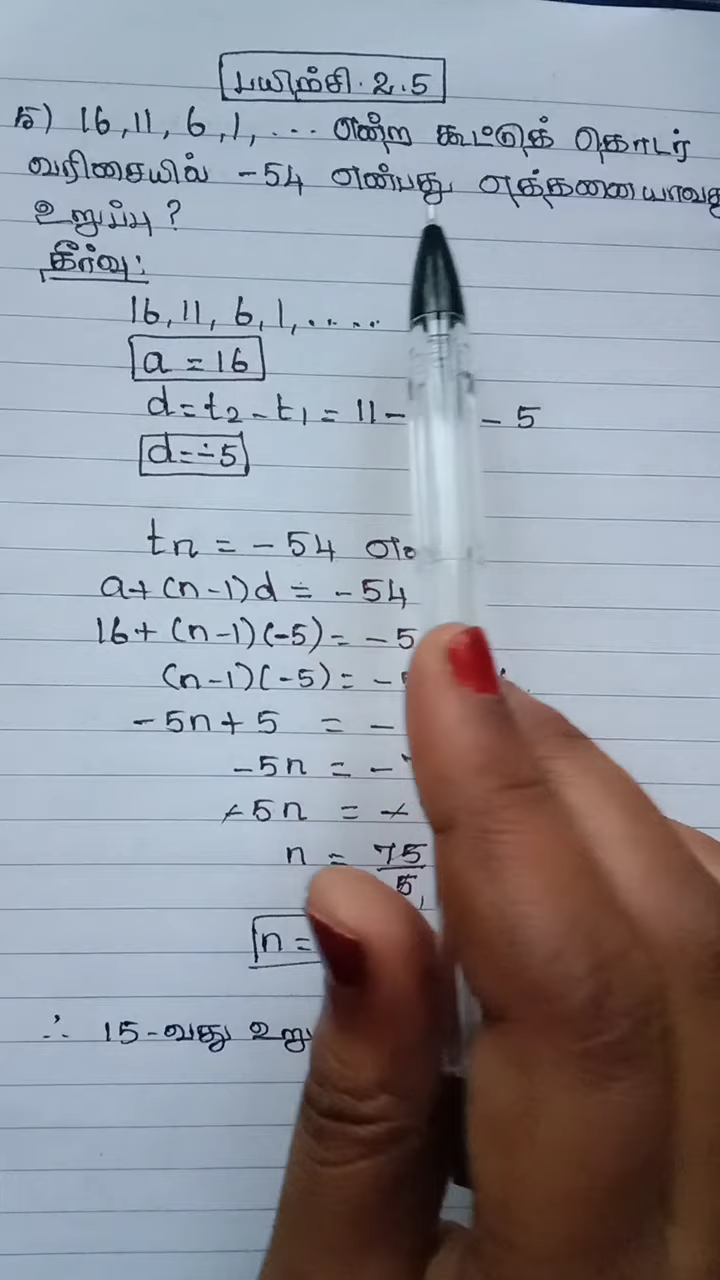 பயிற்சி.2.5
5) 16, 11, 6, 1, ... என்ற கூட்டுத் தொடர்
வரிசையில் -54 என்பது எத்தனையாவது
உறுப்பு?
தீர்வு:
16, 11, 6, 1, .....
a = 16
d = t2 - t1 = 11 - - 5
d = -5
tn = - 54
a + (n - 1) d = - 54
16 + (n - 1) (-5) = - 5
(n - 1) (-5) = -
- 5n + 5 = -
- 5n = -
-5n = -
n = 75/5
n =
∴ 15 - வது உறு